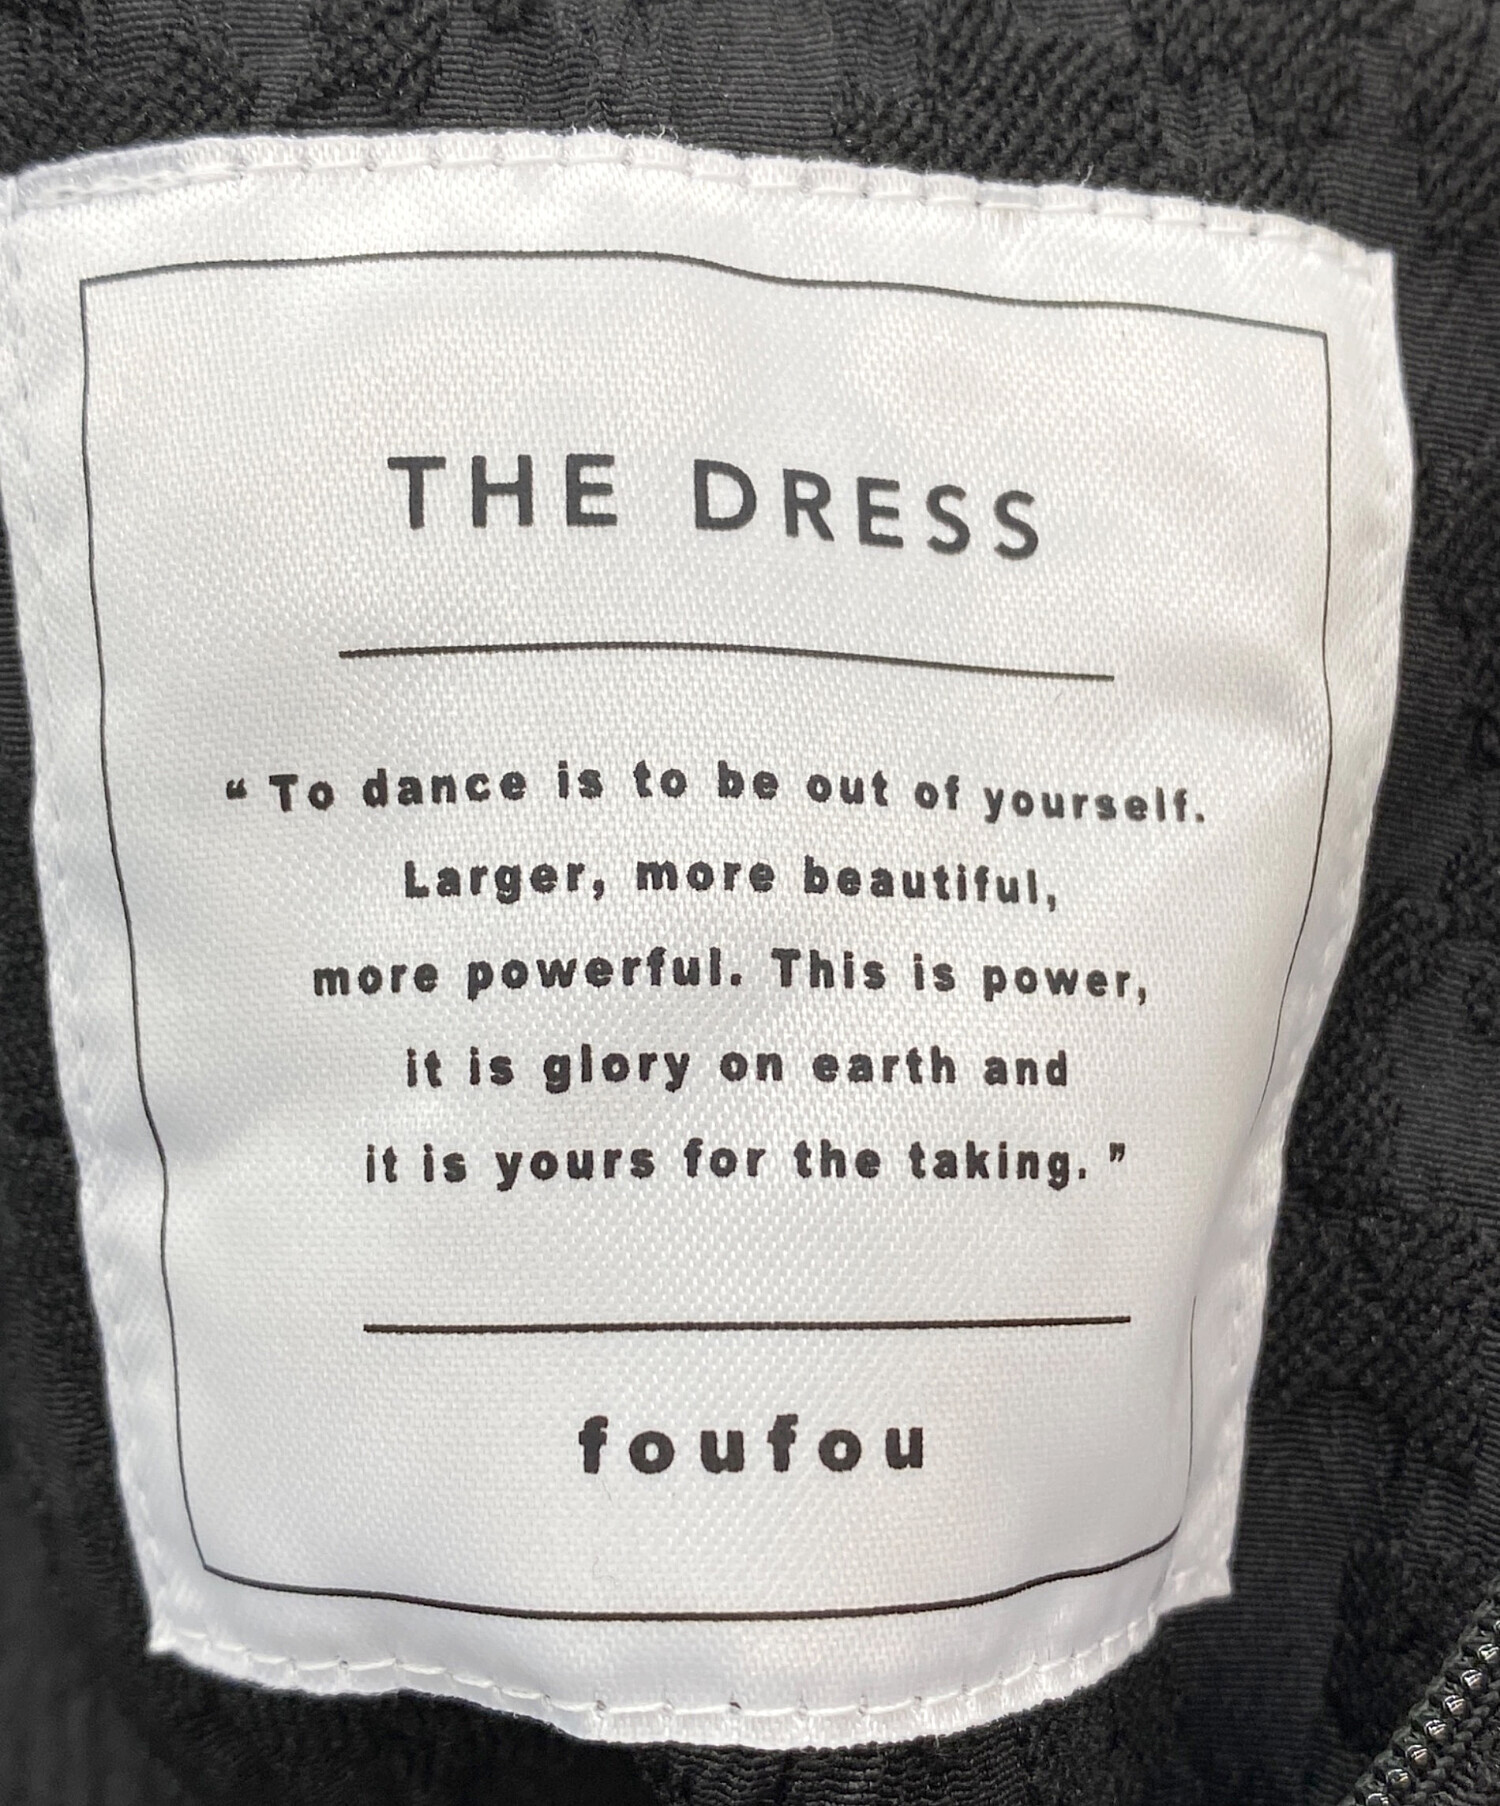 THE DRESS
“ To dance is to be out of yourself.
Larger, more beautiful,
more powerful. This is power,
it is glory on earth and
it is yours for the taking. ”
foufou